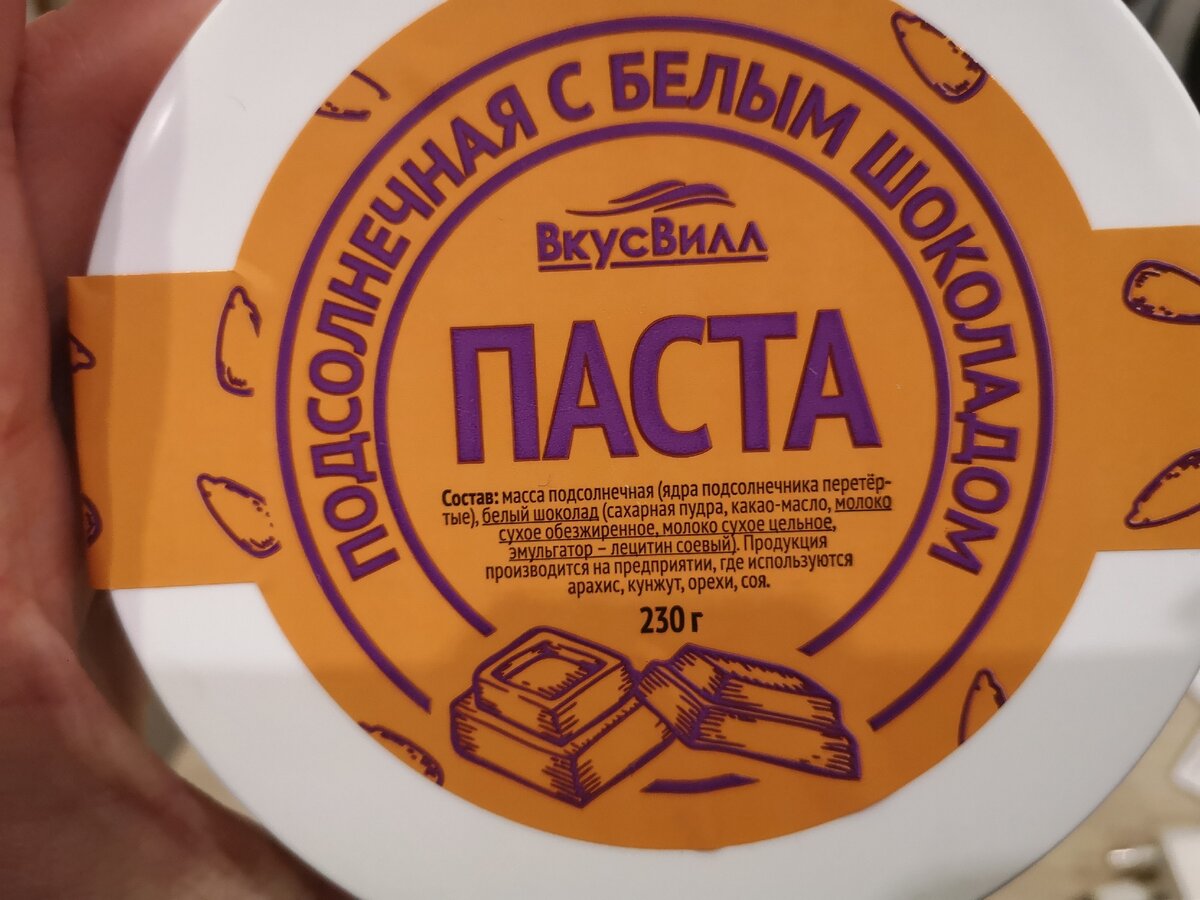 ПОДСОЛНЕЧНАЯ С БЕЛЫМ ШОКОЛАДОМ
ВкусВилл
ПАСТА
Состав: масса подсолнечная (ядра подсолнечника перетёр-
тые), белый шоколад (сахарная пудра, какао-масло, молоко
сухое обезжиренное, молоко сухое цельное,
эмульгатор – лецитин соевый). Продукция
производится на предприятии, где используются
арахис, кунжут, орехи, соя.
230 г